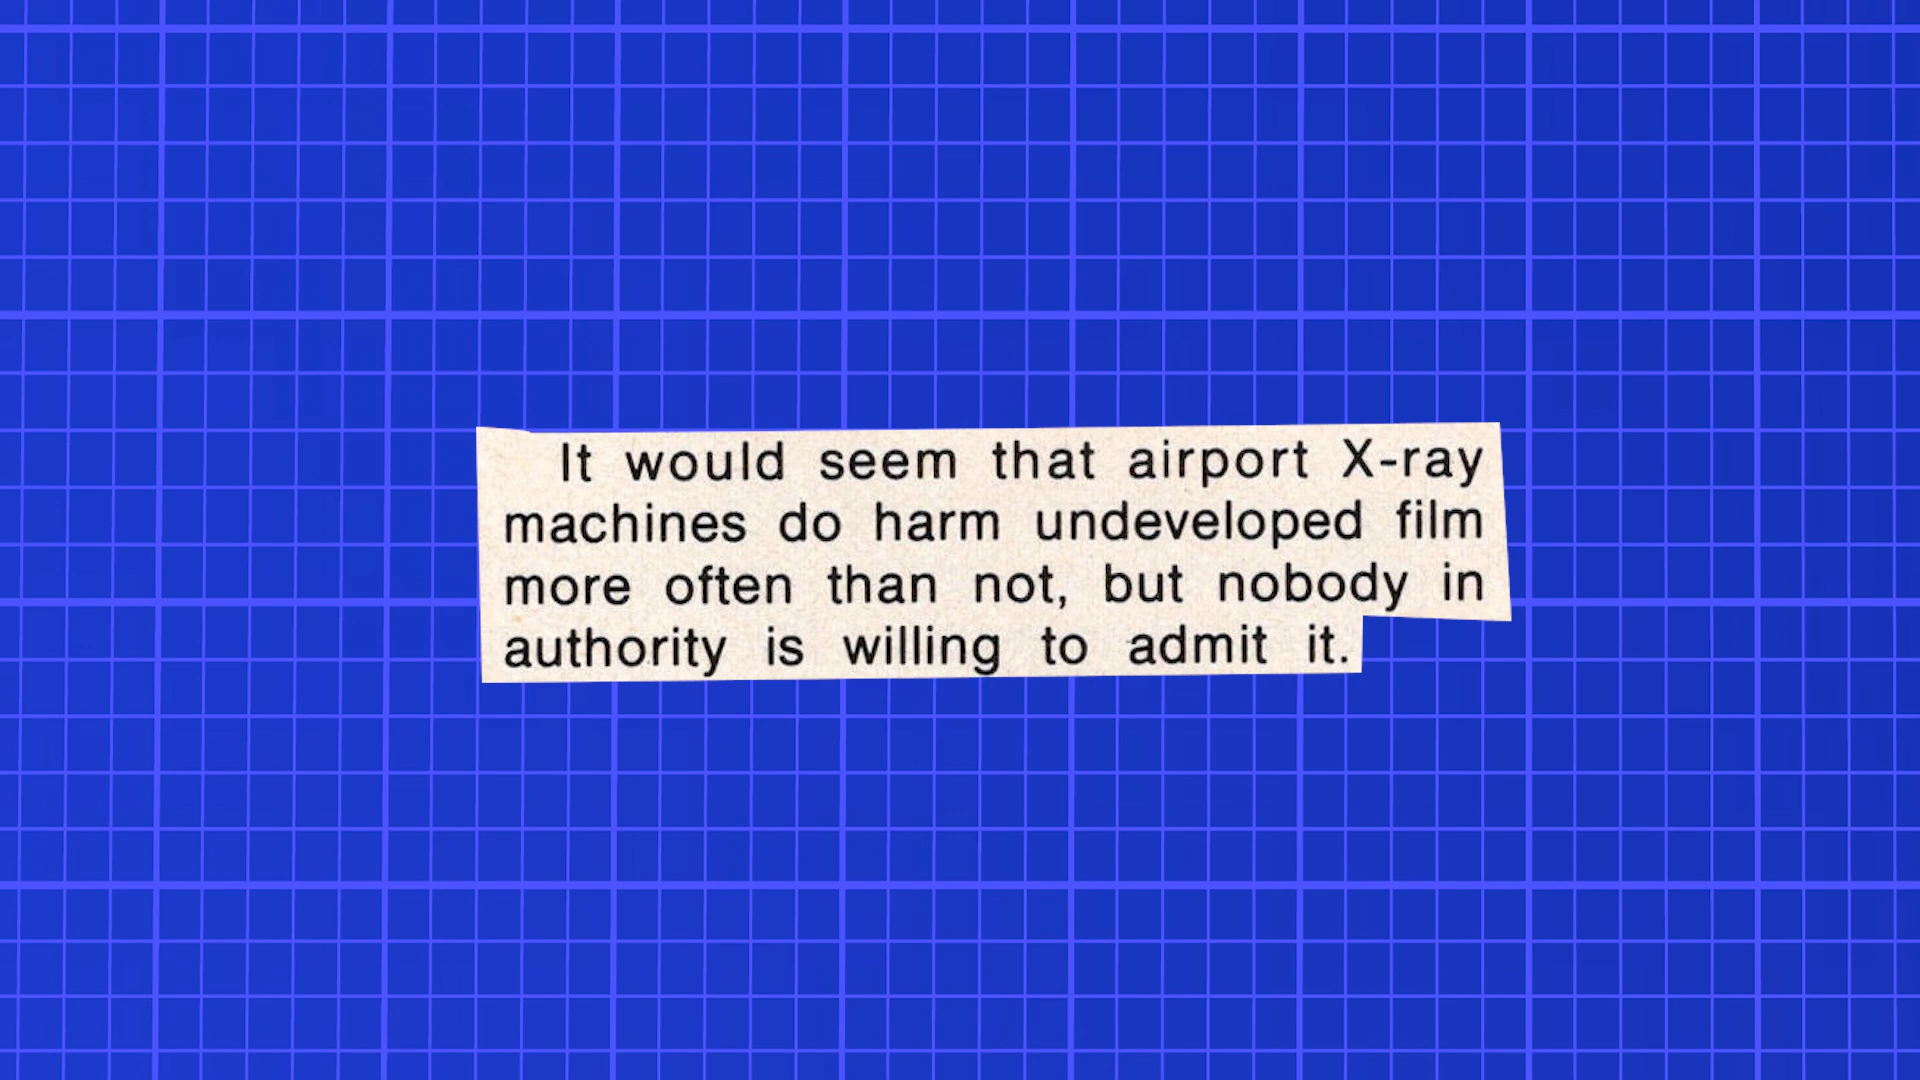 It would seem that airport X-ray
machines do harm undeveloped film
more often than not, but nobody in
authority is willing to admit it.